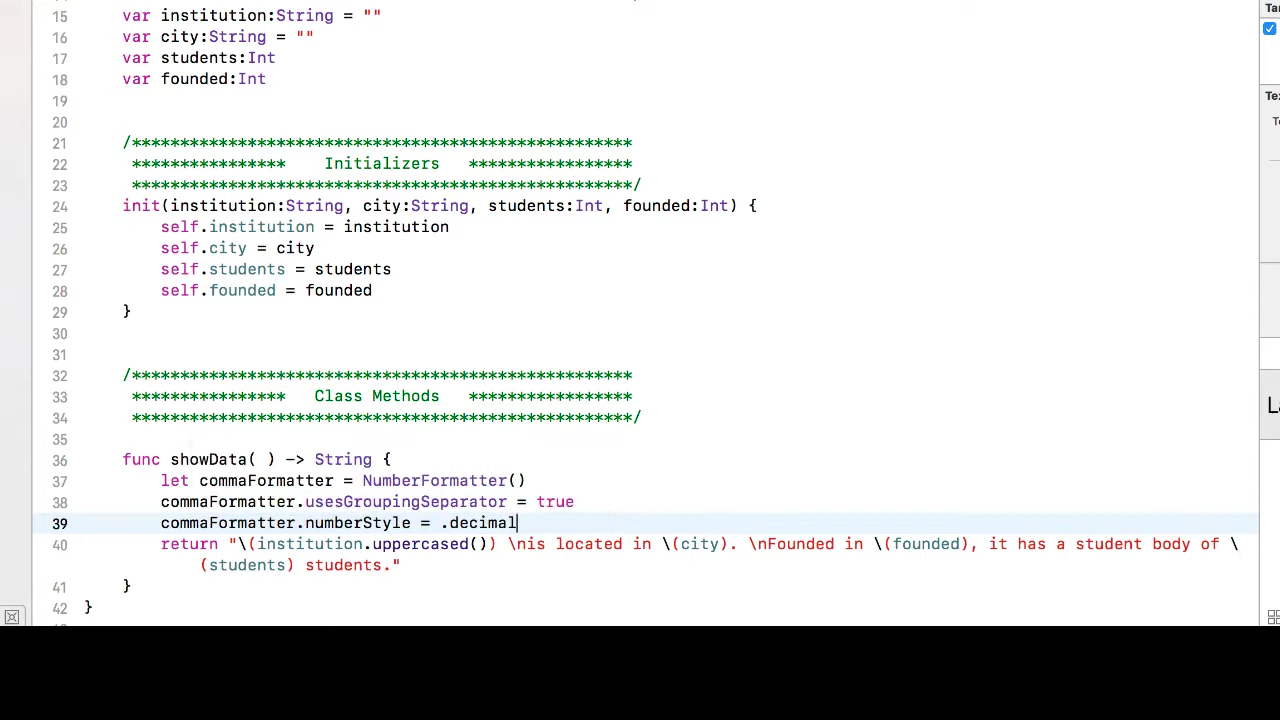 15 var institution:String = ""
16 var city:String = ""
17 var students:Int
18 var founded:Int
19
20
21 /****************************************************
22 **************** Initializers *****************
23 ****************************************************/
24 init(institution:String, city:String, students:Int, founded:Int) {
25 self.institution = institution
26 self.city = city
27 self.students = students
28 self.founded = founded
29 }
30
31
32 /****************************************************
33 **************** Class Methods *****************
34 ****************************************************/
35
36 func showData( ) -> String {
37 let commaFormatter = NumberFormatter()
38 commaFormatter.usesGroupingSeparator = true
39 commaFormatter.numberStyle = .decimal
40 return "\(institution.uppercased()) \nis located in \(city). \nFounded in \(founded), it has a student body of \
(students) students."
41 }
42 }